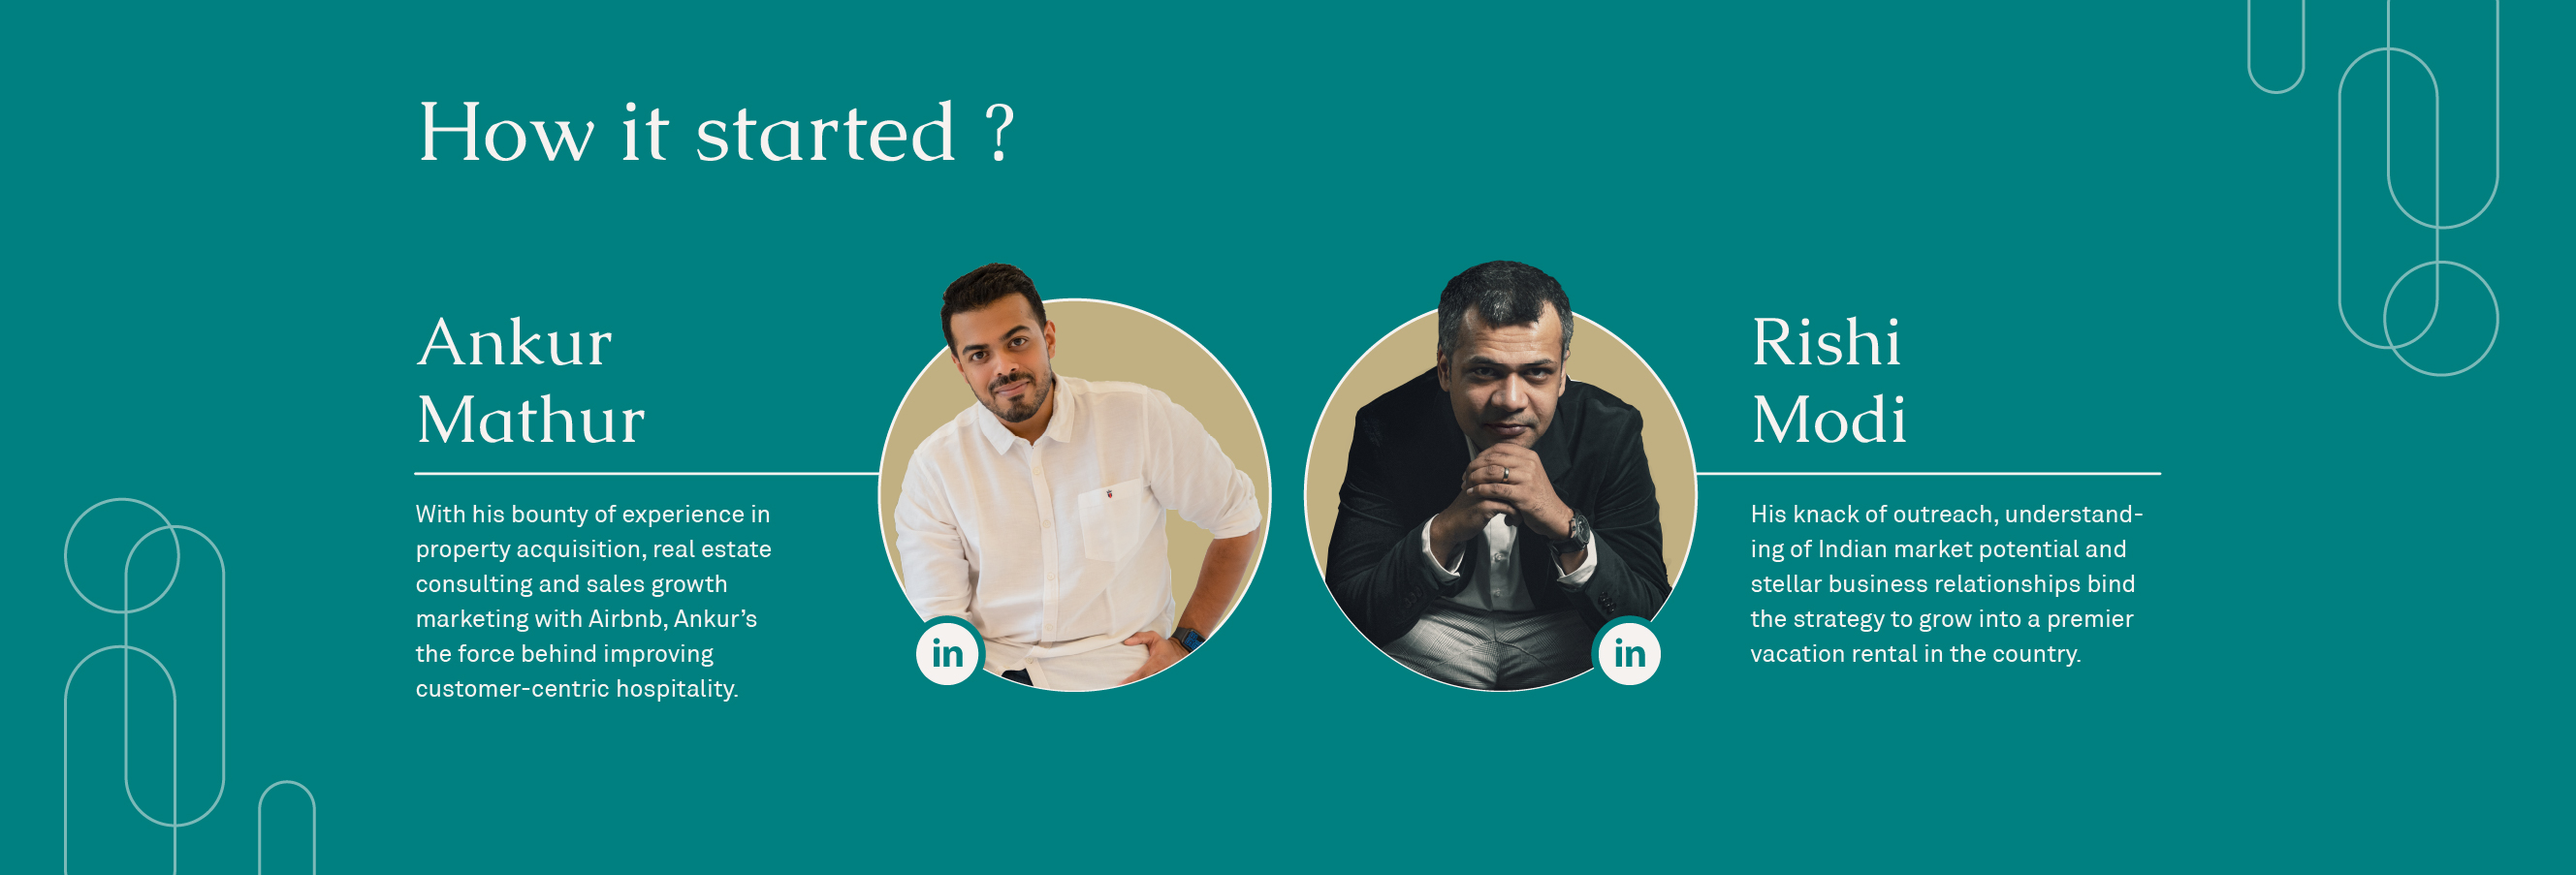 How it started ?
Ankur
Mathur
With his bounty of experience in
property acquisition, real estate
consulting and sales growth
marketing with Airbnb, Ankur’s
the force behind improving
customer-centric hospitality.
in
in
Rishi
Modi
His knack of outreach, understand-
ing of Indian market potential and
stellar business relationships bind
the strategy to grow into a premier
vacation rental in the country.